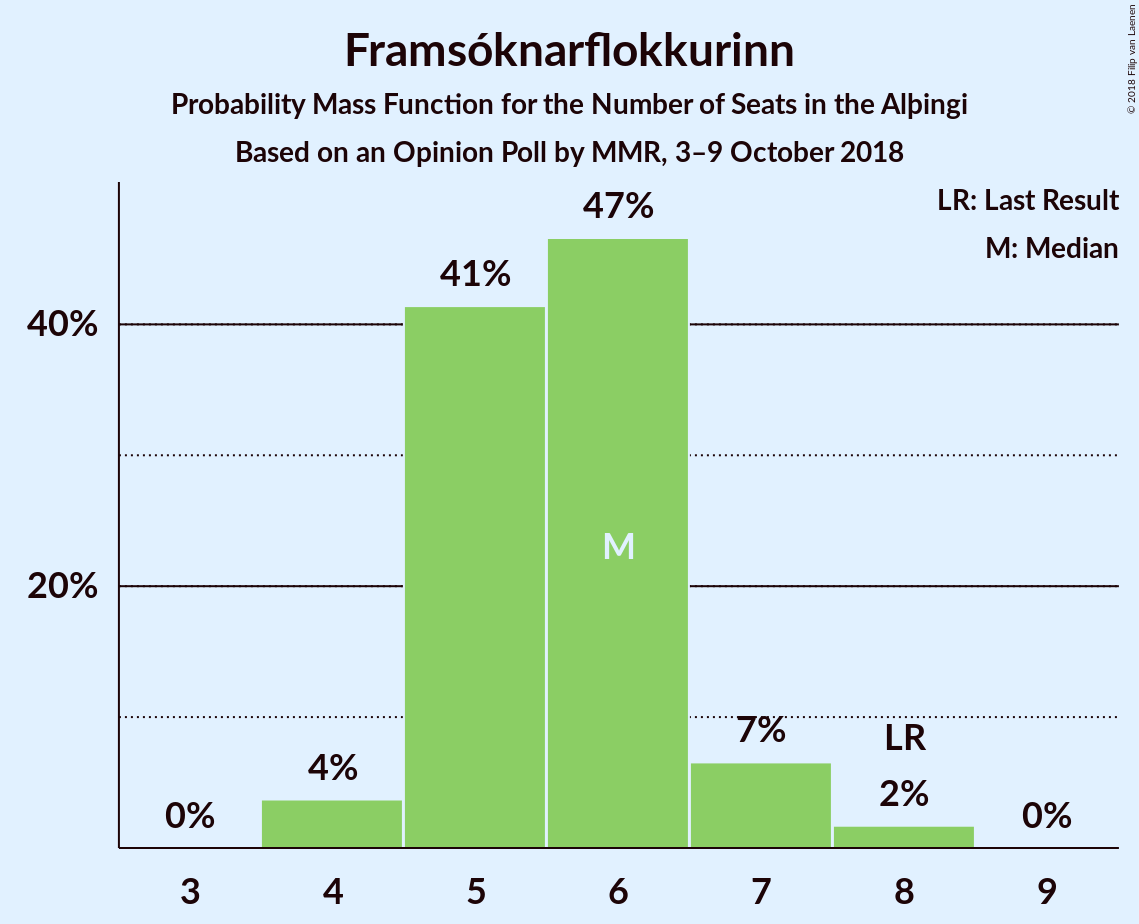 Framsóknarflokkurinn
Probability Mass Function for the Number of Seats in the Alþingi
Based on an Opinion Poll by MMR, 3–9 October 2018
© 2018 Filip van Laenen
LR: Last Result
M: Median
47%
41%
40%
M
20%
7%
LR
4%
2%
0%
0%
3 4 5 6 7 8 9